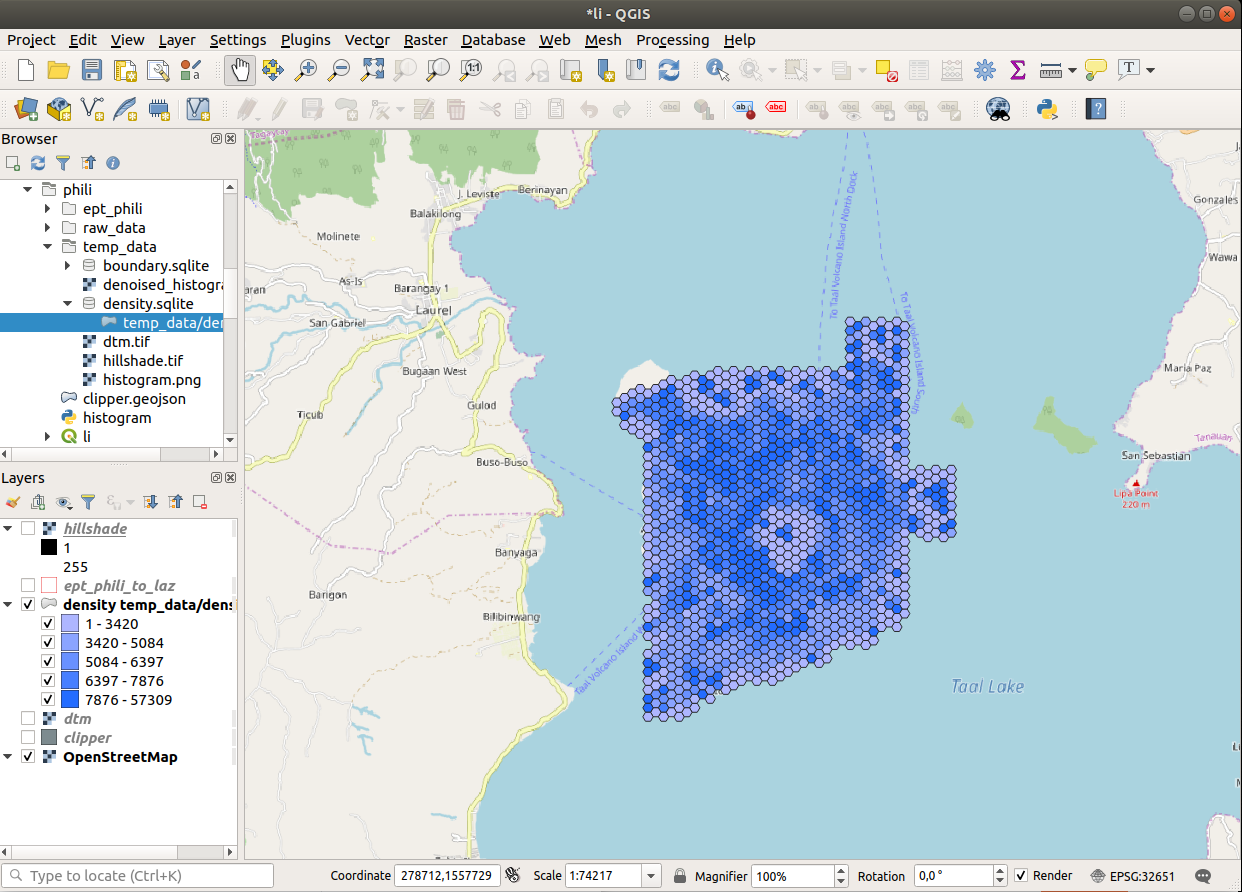 *li - QGIS
Project Edit View Layer Settings Plugins Vector Raster Database Web Mesh Processing Help
Browser
phili
ept_phili
raw_data
temp_data
boundary.sqlite
denoised_histogra
density.sqlite
temp_data/den
dtm.tif
hillshade.tif
histogram.png
clipper.geojson
histogram
li
Layers
hillshade
1
255
ept_phili_to_laz
density temp_data/dens
1 - 3420
3420 - 5084
5084 - 6397
6397 - 7876
7876 - 57309
dtm
clipper
OpenStreetMap
Tagaytay
J. Leviste
Berinayan
Balakilong
Molinete
As-Is
Barangay 1
Laurel
San Gabriel
Bugaan West
Ticub
Gulod
Buso-Buso
Banyaga
Barigon
Bilibinwang
To Taal Volcano Island North Dock
To Taal Volcano Island South
Taal Volcano Island W
Gonzales
Wawa
Maria Paz
Tanauan
San Sebastian
Lipa Point
220 m
Taal Lake
Type to locate (Ctrl+K)
Coordinate 278712,1557729 Scale 1:74217 Magnifier 100% Rotation 0,0 ° Render EPSG:32651